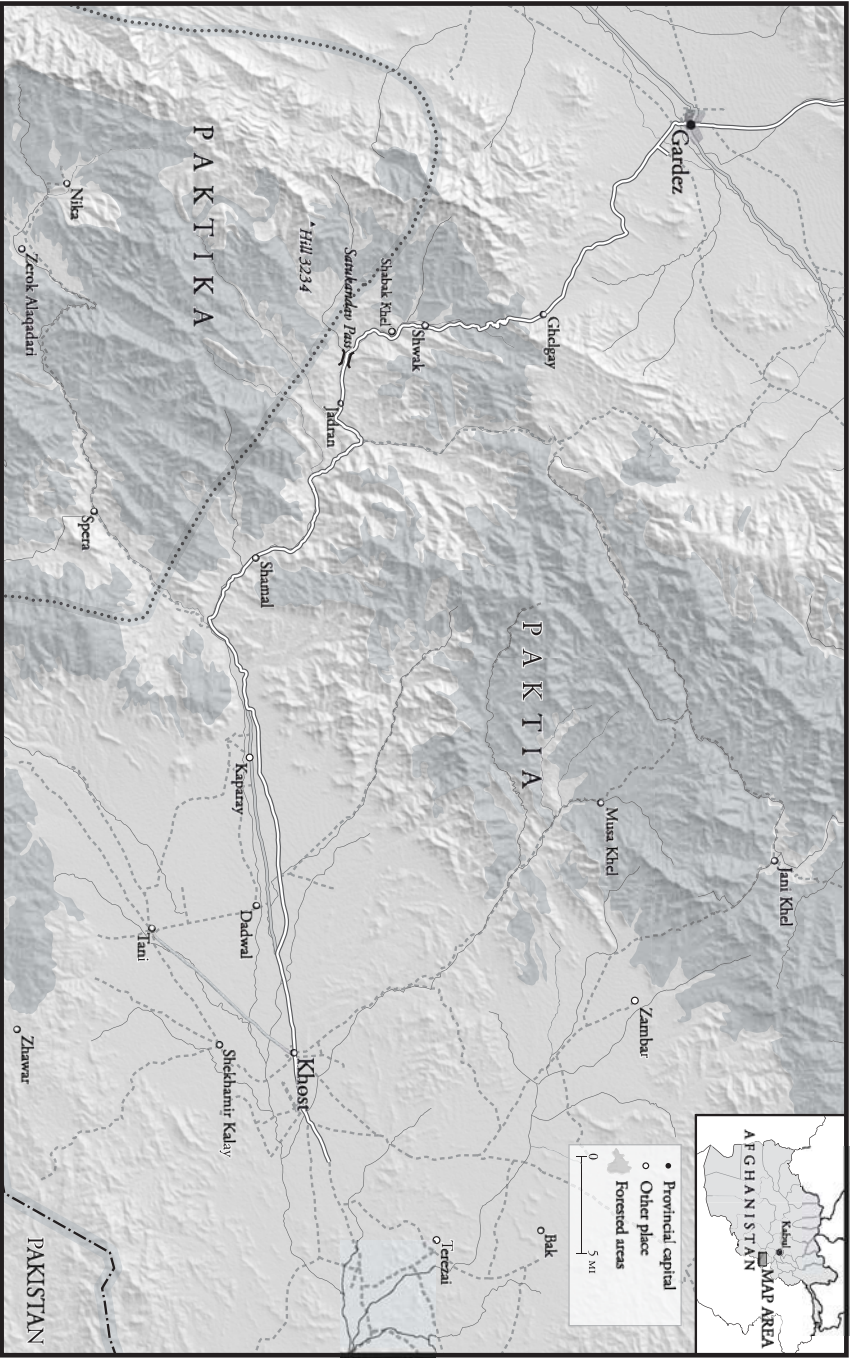 AFGHANISTAN
Kabul
MAP AREA
Provincial capital
Other place
Forested areas
0
5 MI
Gardez
Ghelgay
Shwak
Shabak Khel
Satukandav Pass
Hill 3234
Jadran
PAKTIKA
Nika
Zerok Alaqadari
Spera
Shamal
PAKTIA
Musa Khel
Jani Khel
Kaparay
Dadwal
Tani
Zambar
Zhawar
Shekhamir Kalay
Khost
Bak
Terezai
PAKISTAN